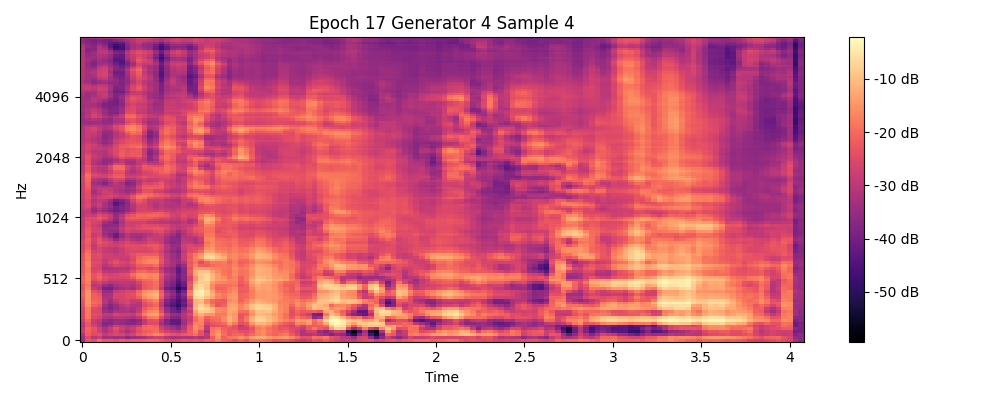 Epoch 17 Generator 4 Sample 4
Hz
4096
2048
1024
512
0
0 0.5 1 1.5 2 2.5 3 3.5 4
Time
-10 dB
-20 dB
-30 dB
-40 dB
-50 dB